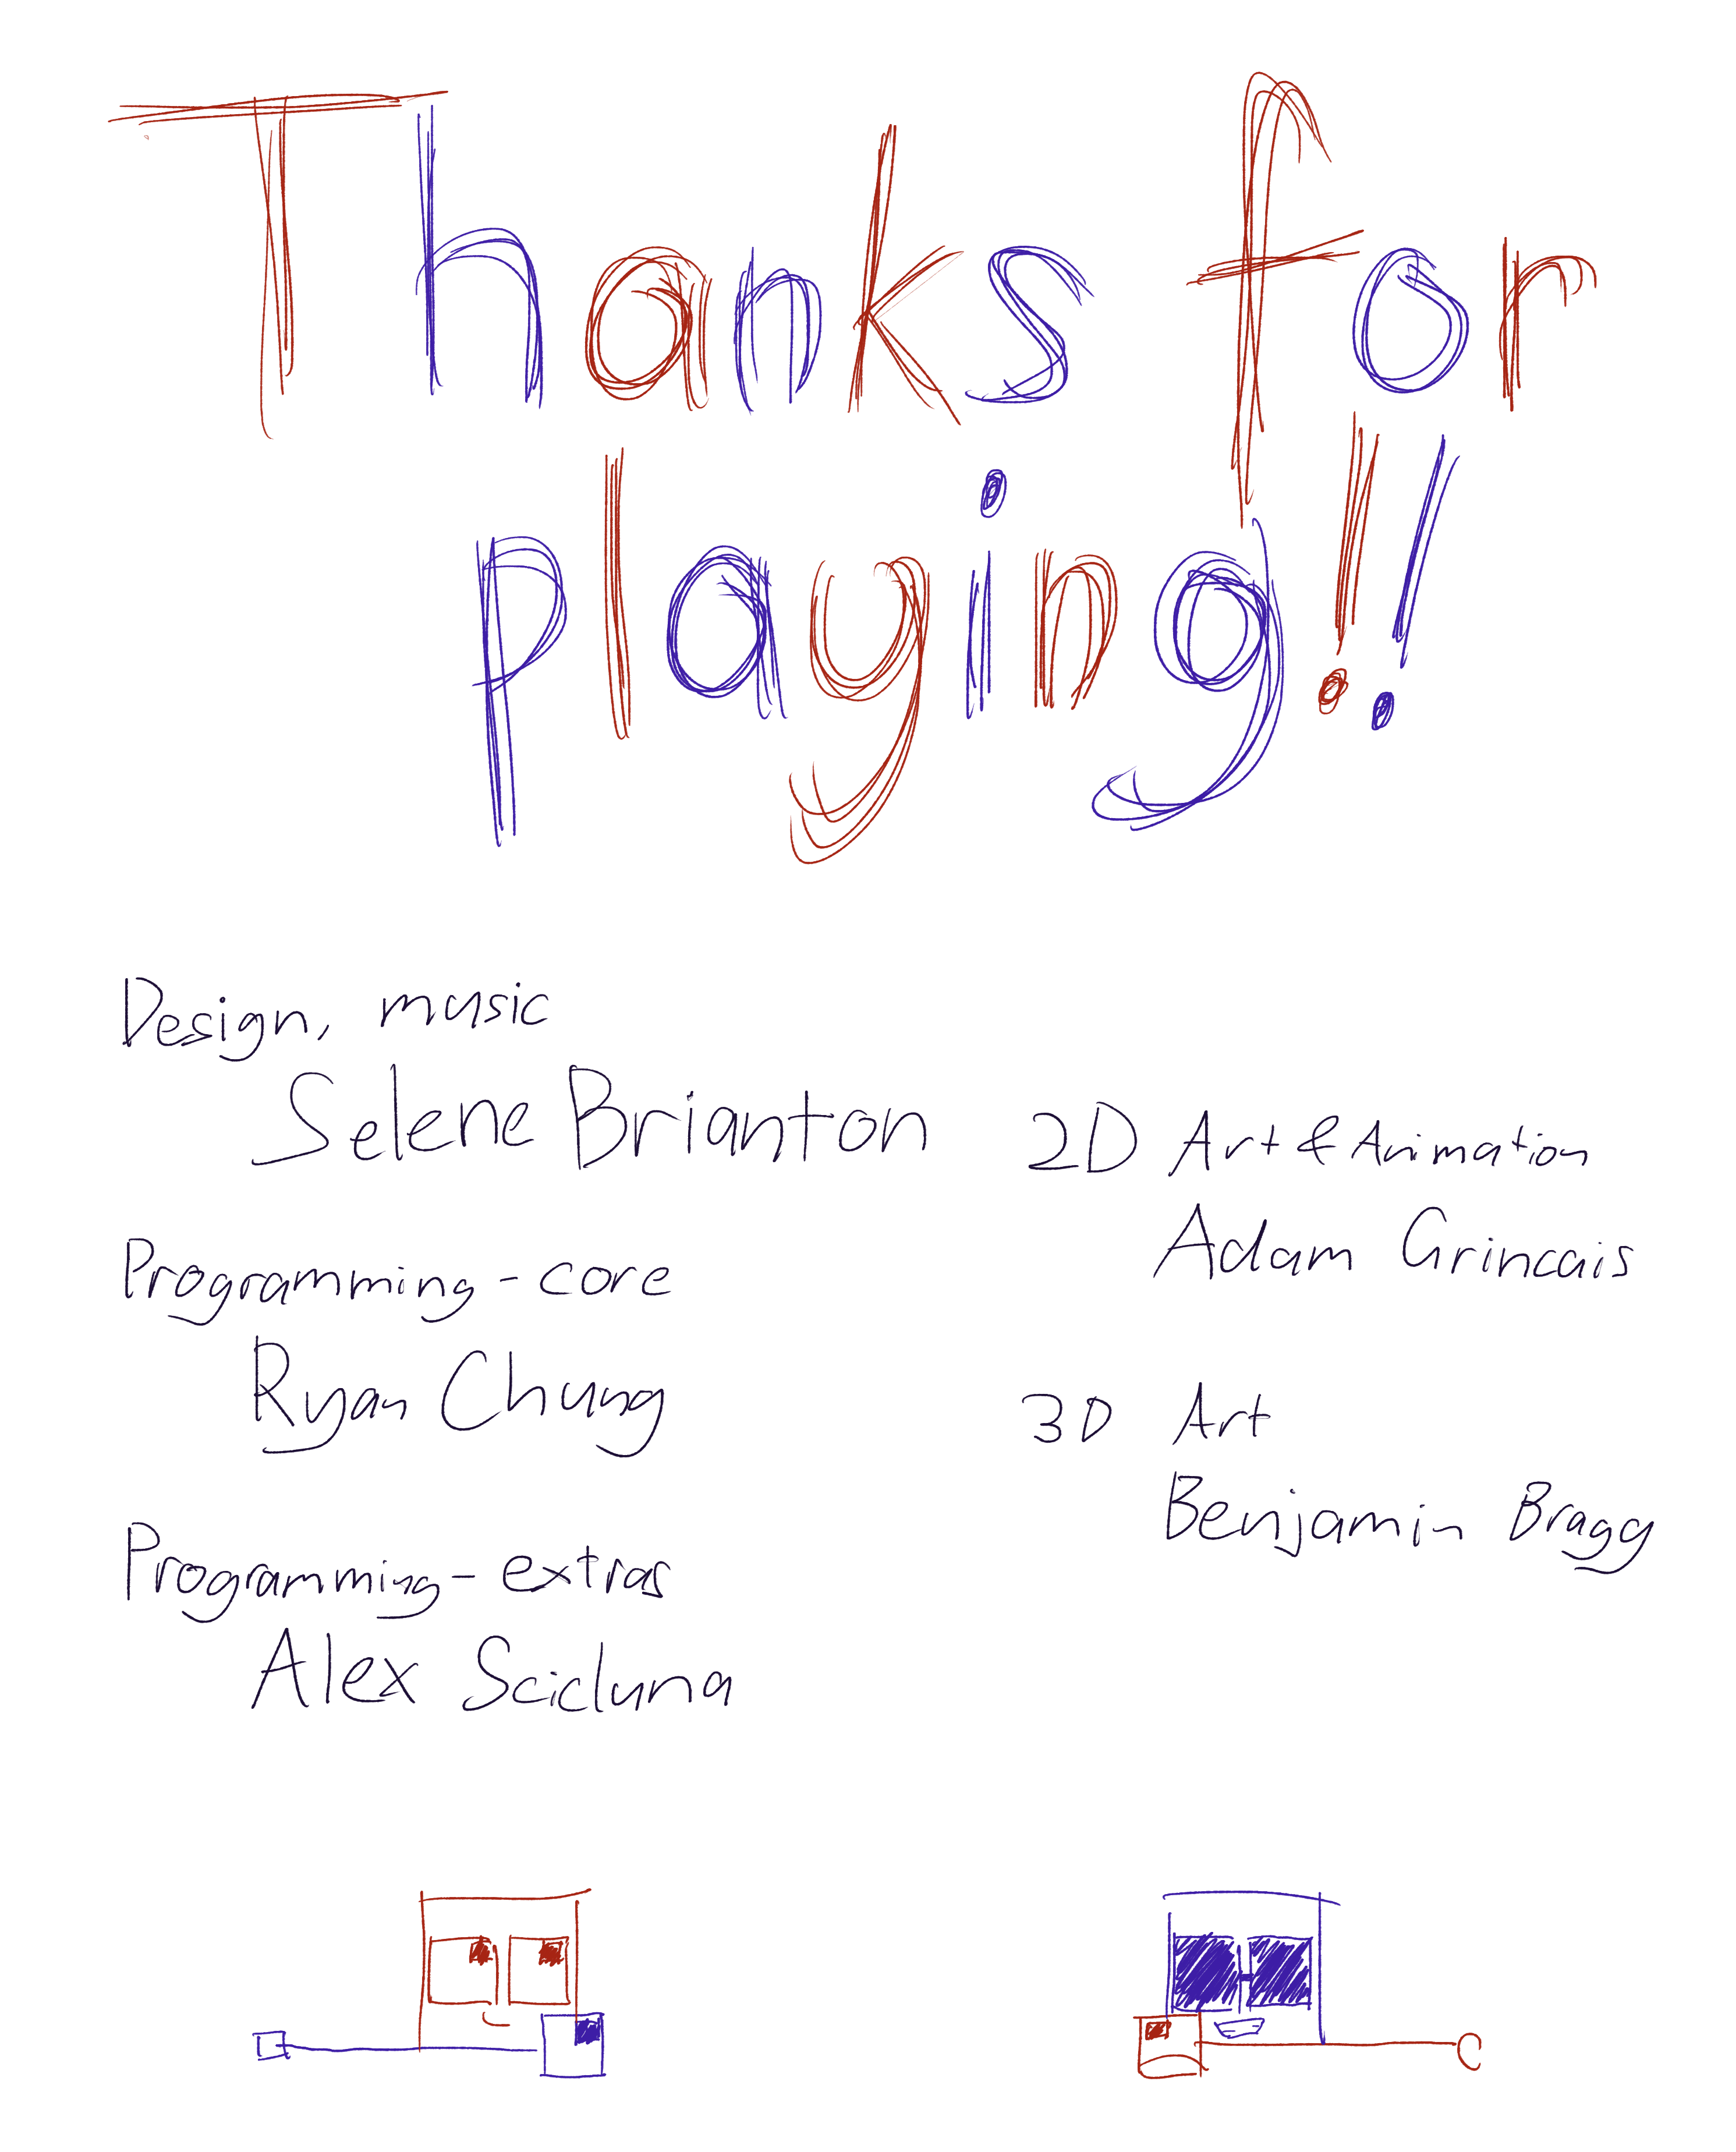 Thanks for
playing!!
Design, music
Selene Brianton
Programming - core
Ryan Chung
Programming - extras
Alex Scicluna
2D Art & Animation
Adam Grincais
3D Art
Benjamin Bragg